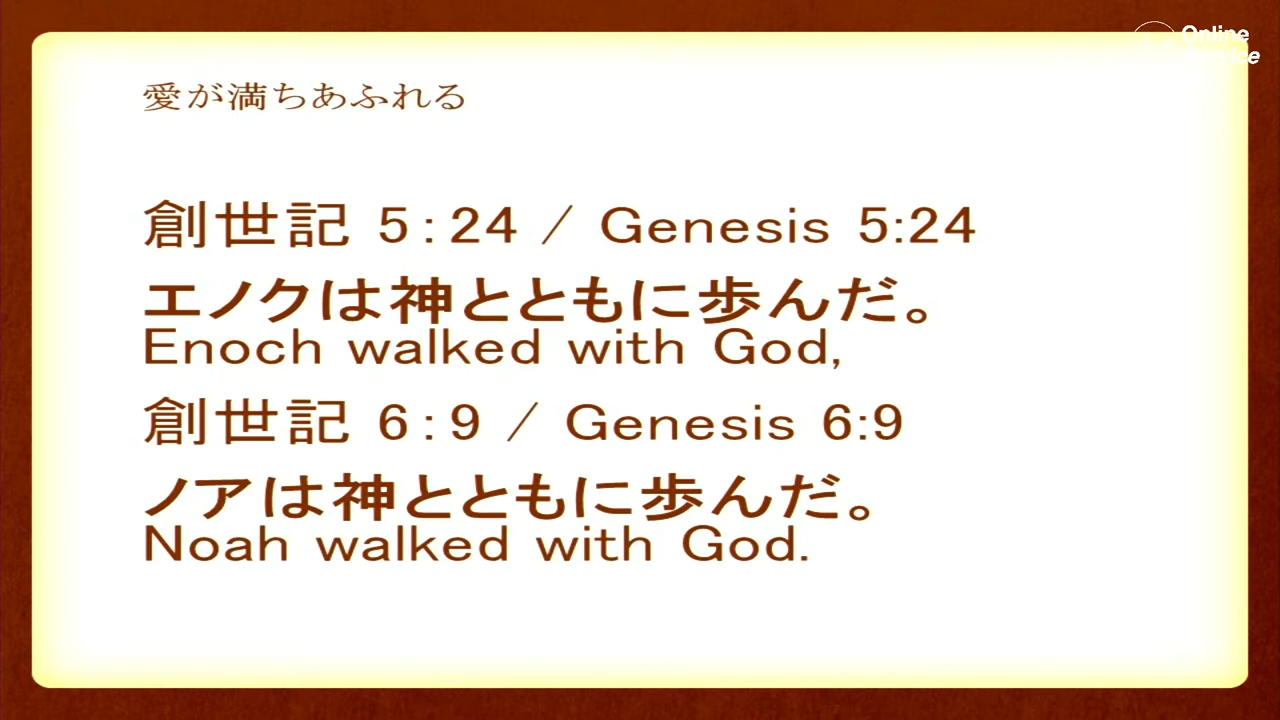 Online
Service
愛が満ちあふれる
創世記 5：24 / Genesis 5:24
エノクは神とともに歩んだ。
Enoch walked with God,
創世記 6：9 / Genesis 6:9
ノアは神とともに歩んだ。
Noah walked with God.